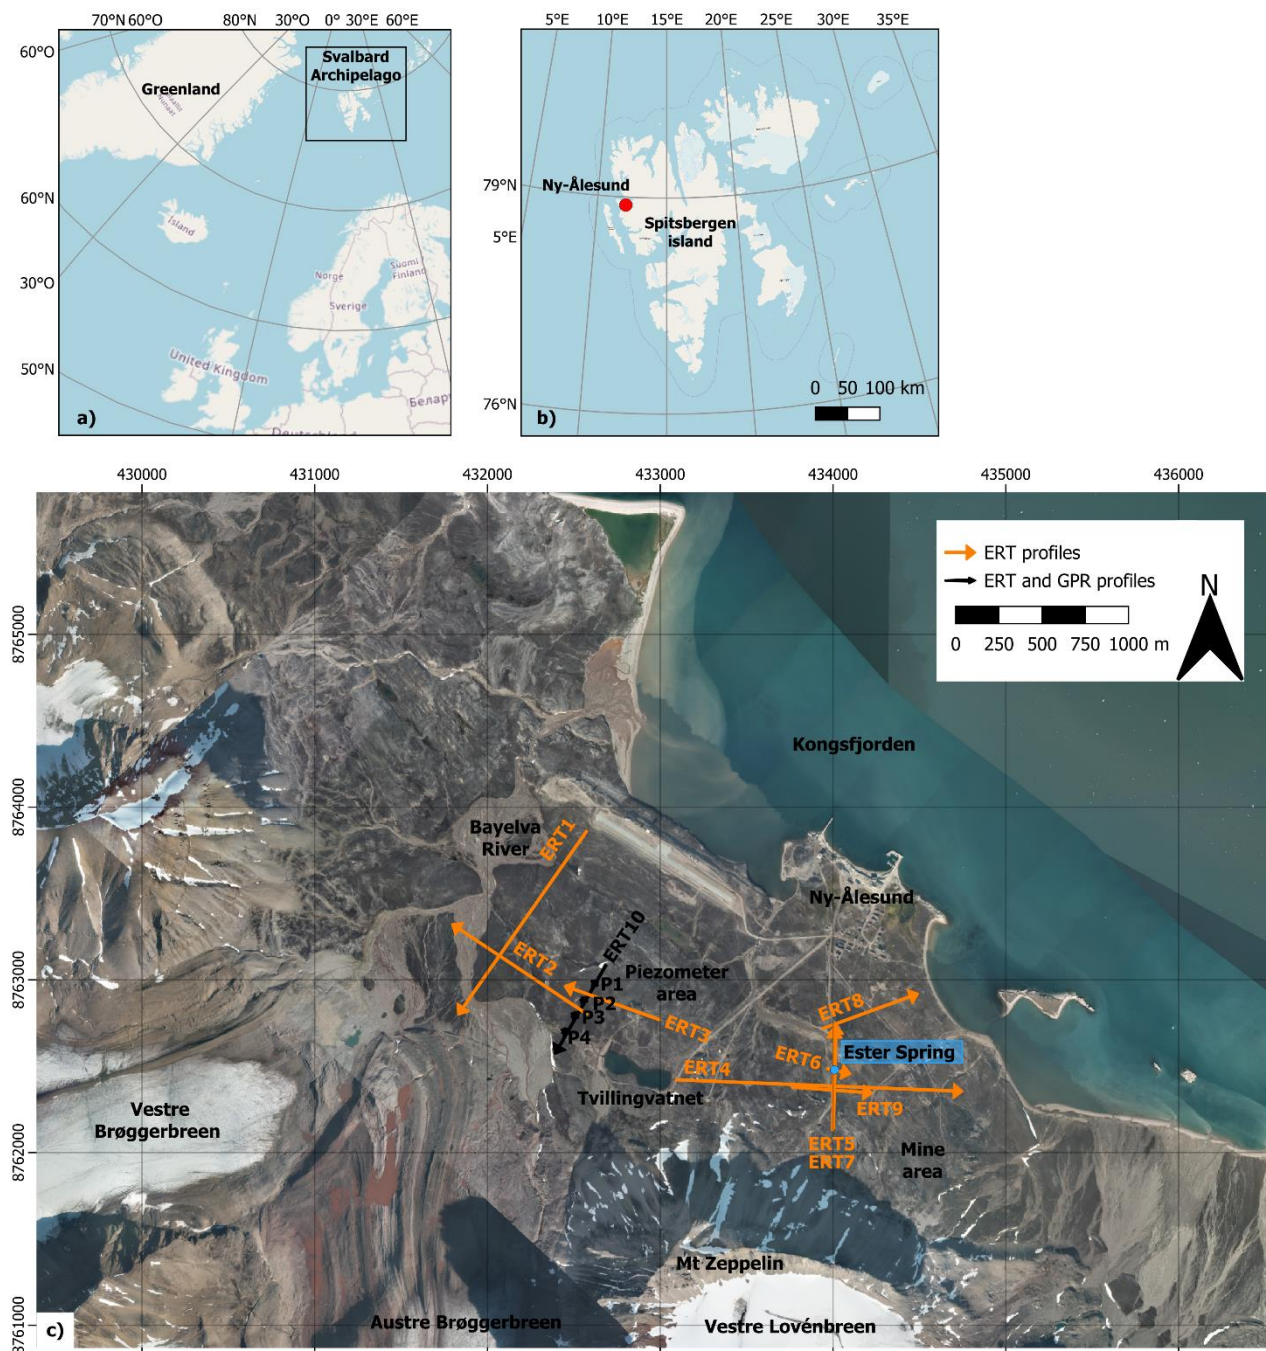 70°N 60°O 80°N 30°O 0° 30°E 60°E
60°O
60°N
30°O
50°N
Svalbard
Archipelago
Greenland
Ísland
Norge
Suomi
Finland
Sverige
United Kingdom
Белар
Deutschland
a)
5°E 10°E 15°E 20°E 25°E 30°E 35°E
79°N
5°E
76°N
Ny-Ålesund
Spitsbergen
island
0 50 100 km
b)
430000 431000 432000 433000 434000 435000 436000
8765000
8764000
8763000
8762000
8761000
ERT profiles
ERT and GPR profiles
0 250 500 750 1000 m
N
Kongsfjorden
Bayelva
River
ERT1
Ny-Ålesund
ERT10
ERT2
Piezometer
area
P1
P2
P3
P4
ERT3
ERT8
ERT6
Ester Spring
ERT4
Tvillingvatnet
ERT9
Vestre
Brøggerbreen
ERT5
ERT7
Mine
area
Mt Zeppelin
Austre Brøggerbreen
Vestre Lovénbreen
c)